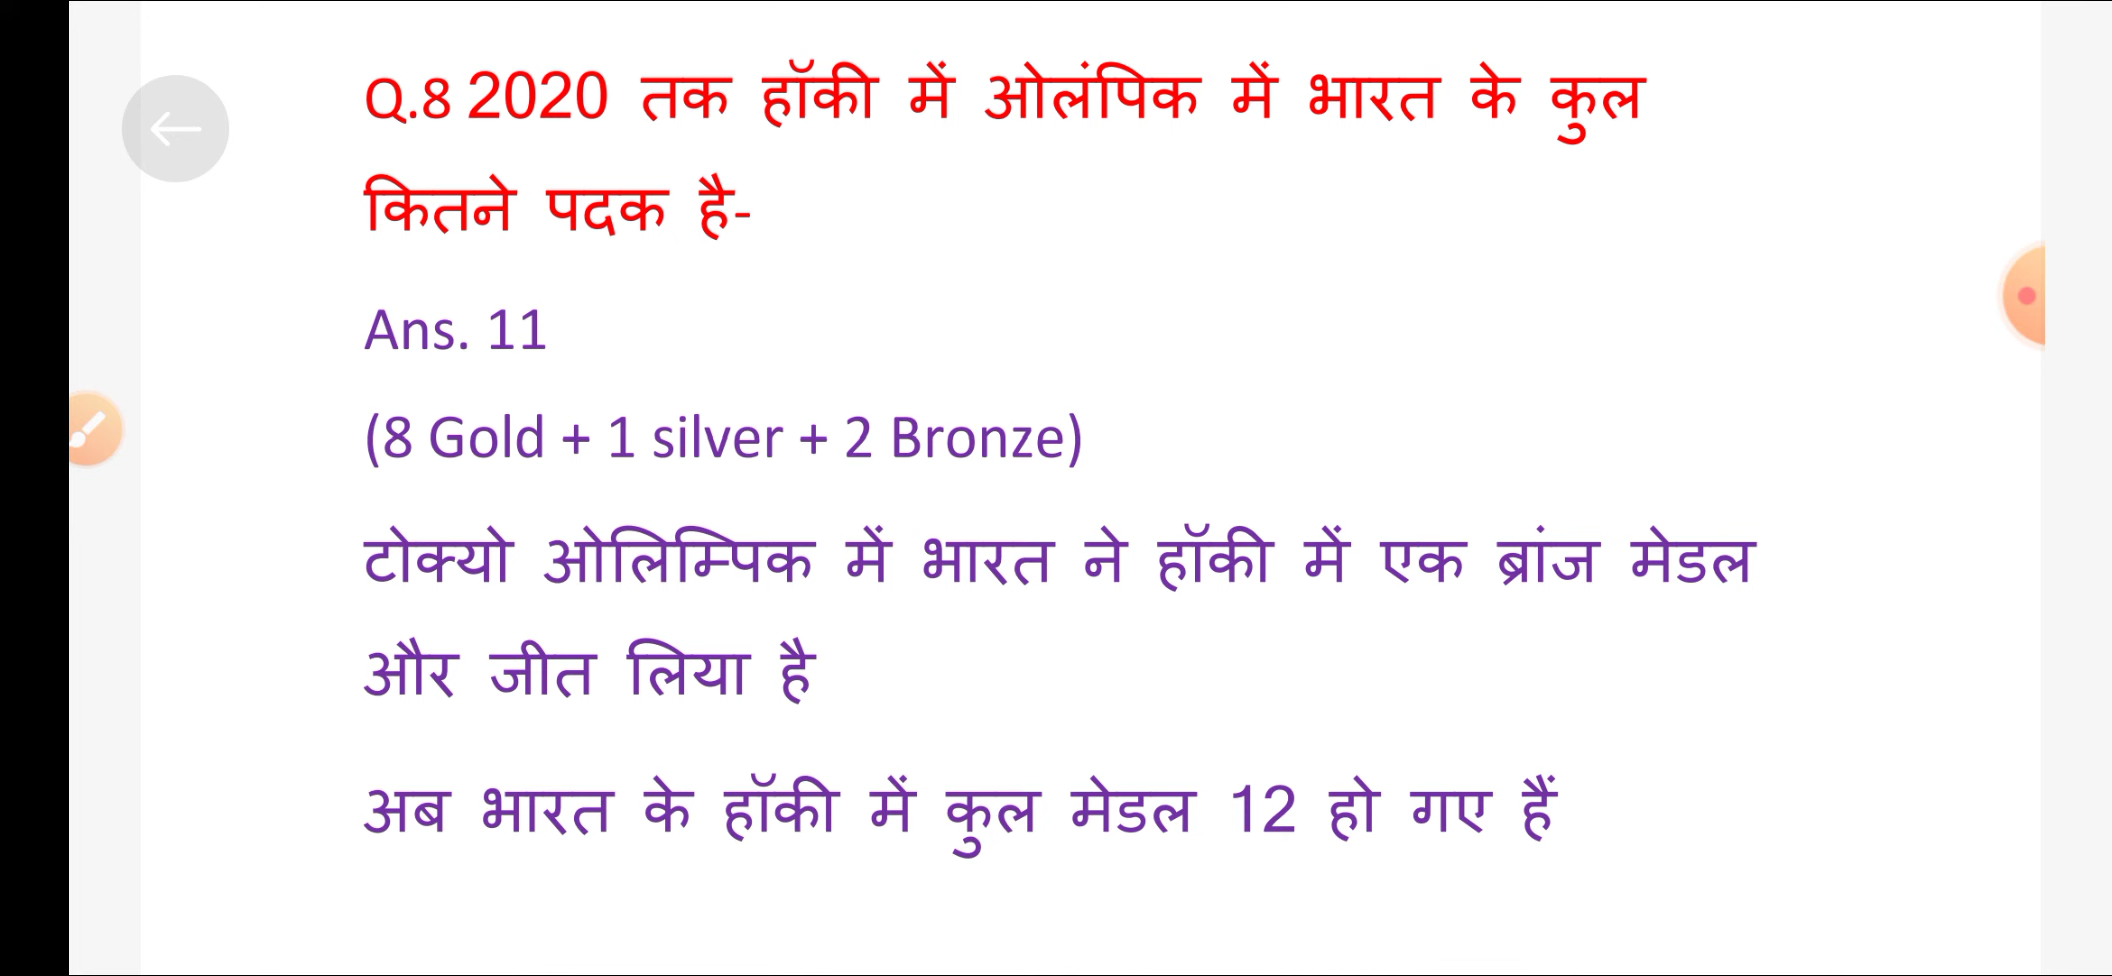 Q.8 2020 तक हॉकी में ओलंपिक में भारत के कुल
कितने पदक है-
Ans. 11
(8 Gold + 1 silver + 2 Bronze)
टोक्यो ओलिम्पिक में भारत ने हॉकी में एक ब्रांज मेडल
और जीत लिया है
अब भारत के हॉकी में कुल मेडल 12 हो गए हैं